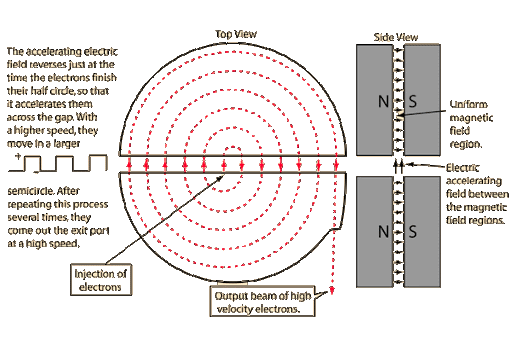 Top View
Side View
The accelerating electric
field reverses just at the
time the electrons finish
their half circle, so that
it accelerates them
across the gap. With
a higher speed, they
move in a larger
+
-
semicircle. After
repeating this process
several times, they
come out the exit part
at a high speed,
Injection of
electrons
Output beam of high
velocity electrons.
N S
Uniform
magnetic
field
region.
Electric
accelerating
field between
the magnetic
field regions.
N S